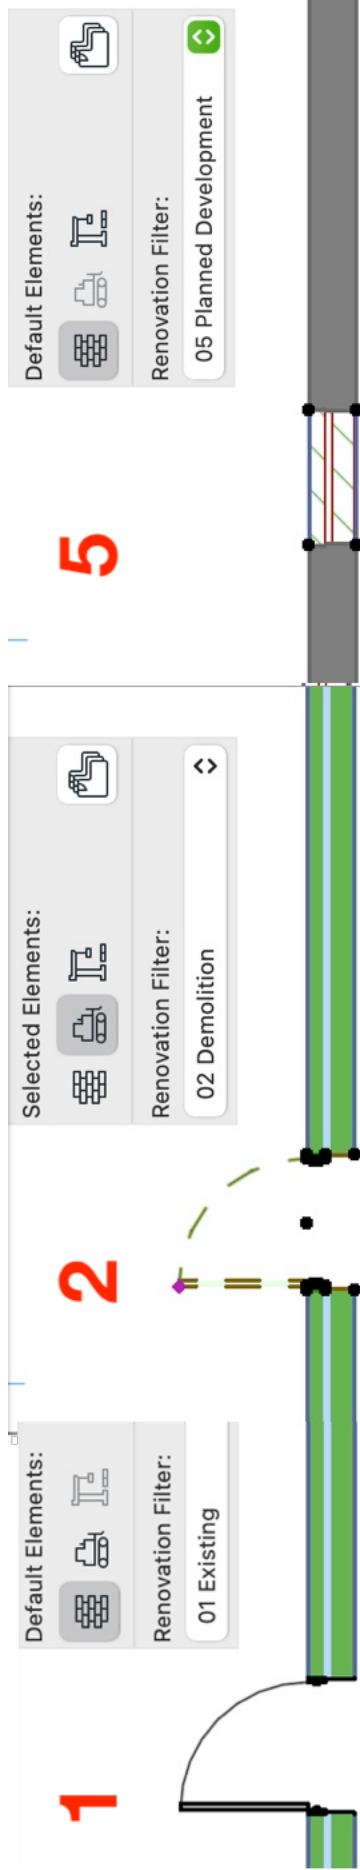 1
Default Elements:
Renovation Filter:
01 Existing
2
Selected Elements:
Renovation Filter:
02 Demolition
5
Default Elements:
Renovation Filter:
05 Planned Development